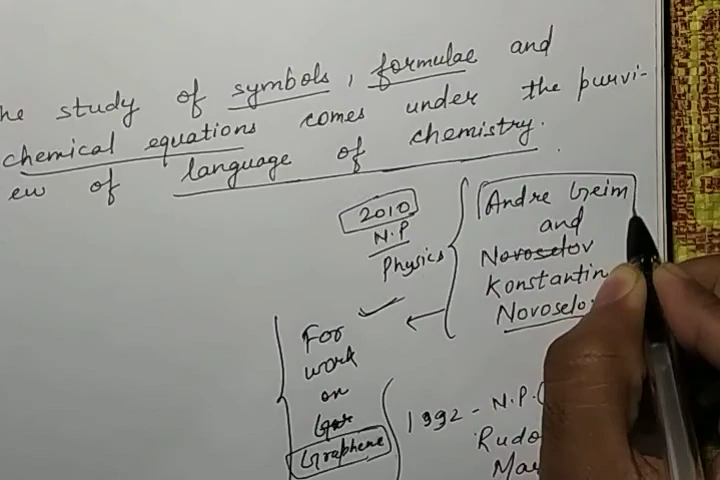 he study of symbols, formulae and
chemical equations comes under the purvi-
ew of language of chemistry.
2010
N.P
Physics
Andre Geim
and
Novoselov
Konstantin
Novoselo
For
work
on
Graphene
1992 - N.P.(
Rudo
Mar